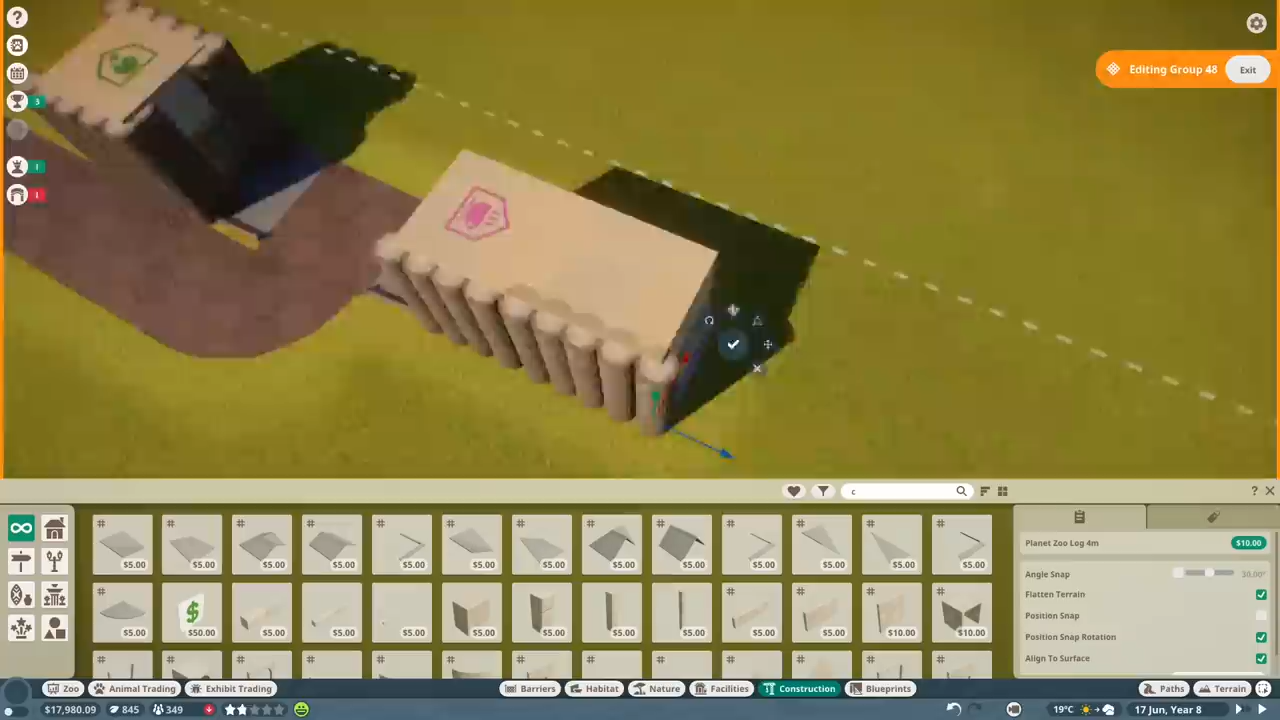 ?
Editing Group 48 Exit
3
1
1
c
? ×
$5.00 $5.00 $5.00 $5.00 $5.00 $5.00 $5.00 $5.00 $5.00 $5.00 $5.00 $5.00 $5.00
Planet Zoo Log 4m $10.00
Angle Snap 30.00°
Flatten Terrain
$5.00 $50.00 $5.00 $5.00 $5.00 $5.00 $5.00 $5.00 $5.00 $5.00 $5.00 $10.00 $10.00
Position Snap
Position Snap Rotation
Align To Surface
Zoo Animal Trading Exhibit Trading Barriers Habitat Nature Facilities Construction Blueprints Paths Terrain
$17,980.09 845 349 19°C 17 Jun, Year 8